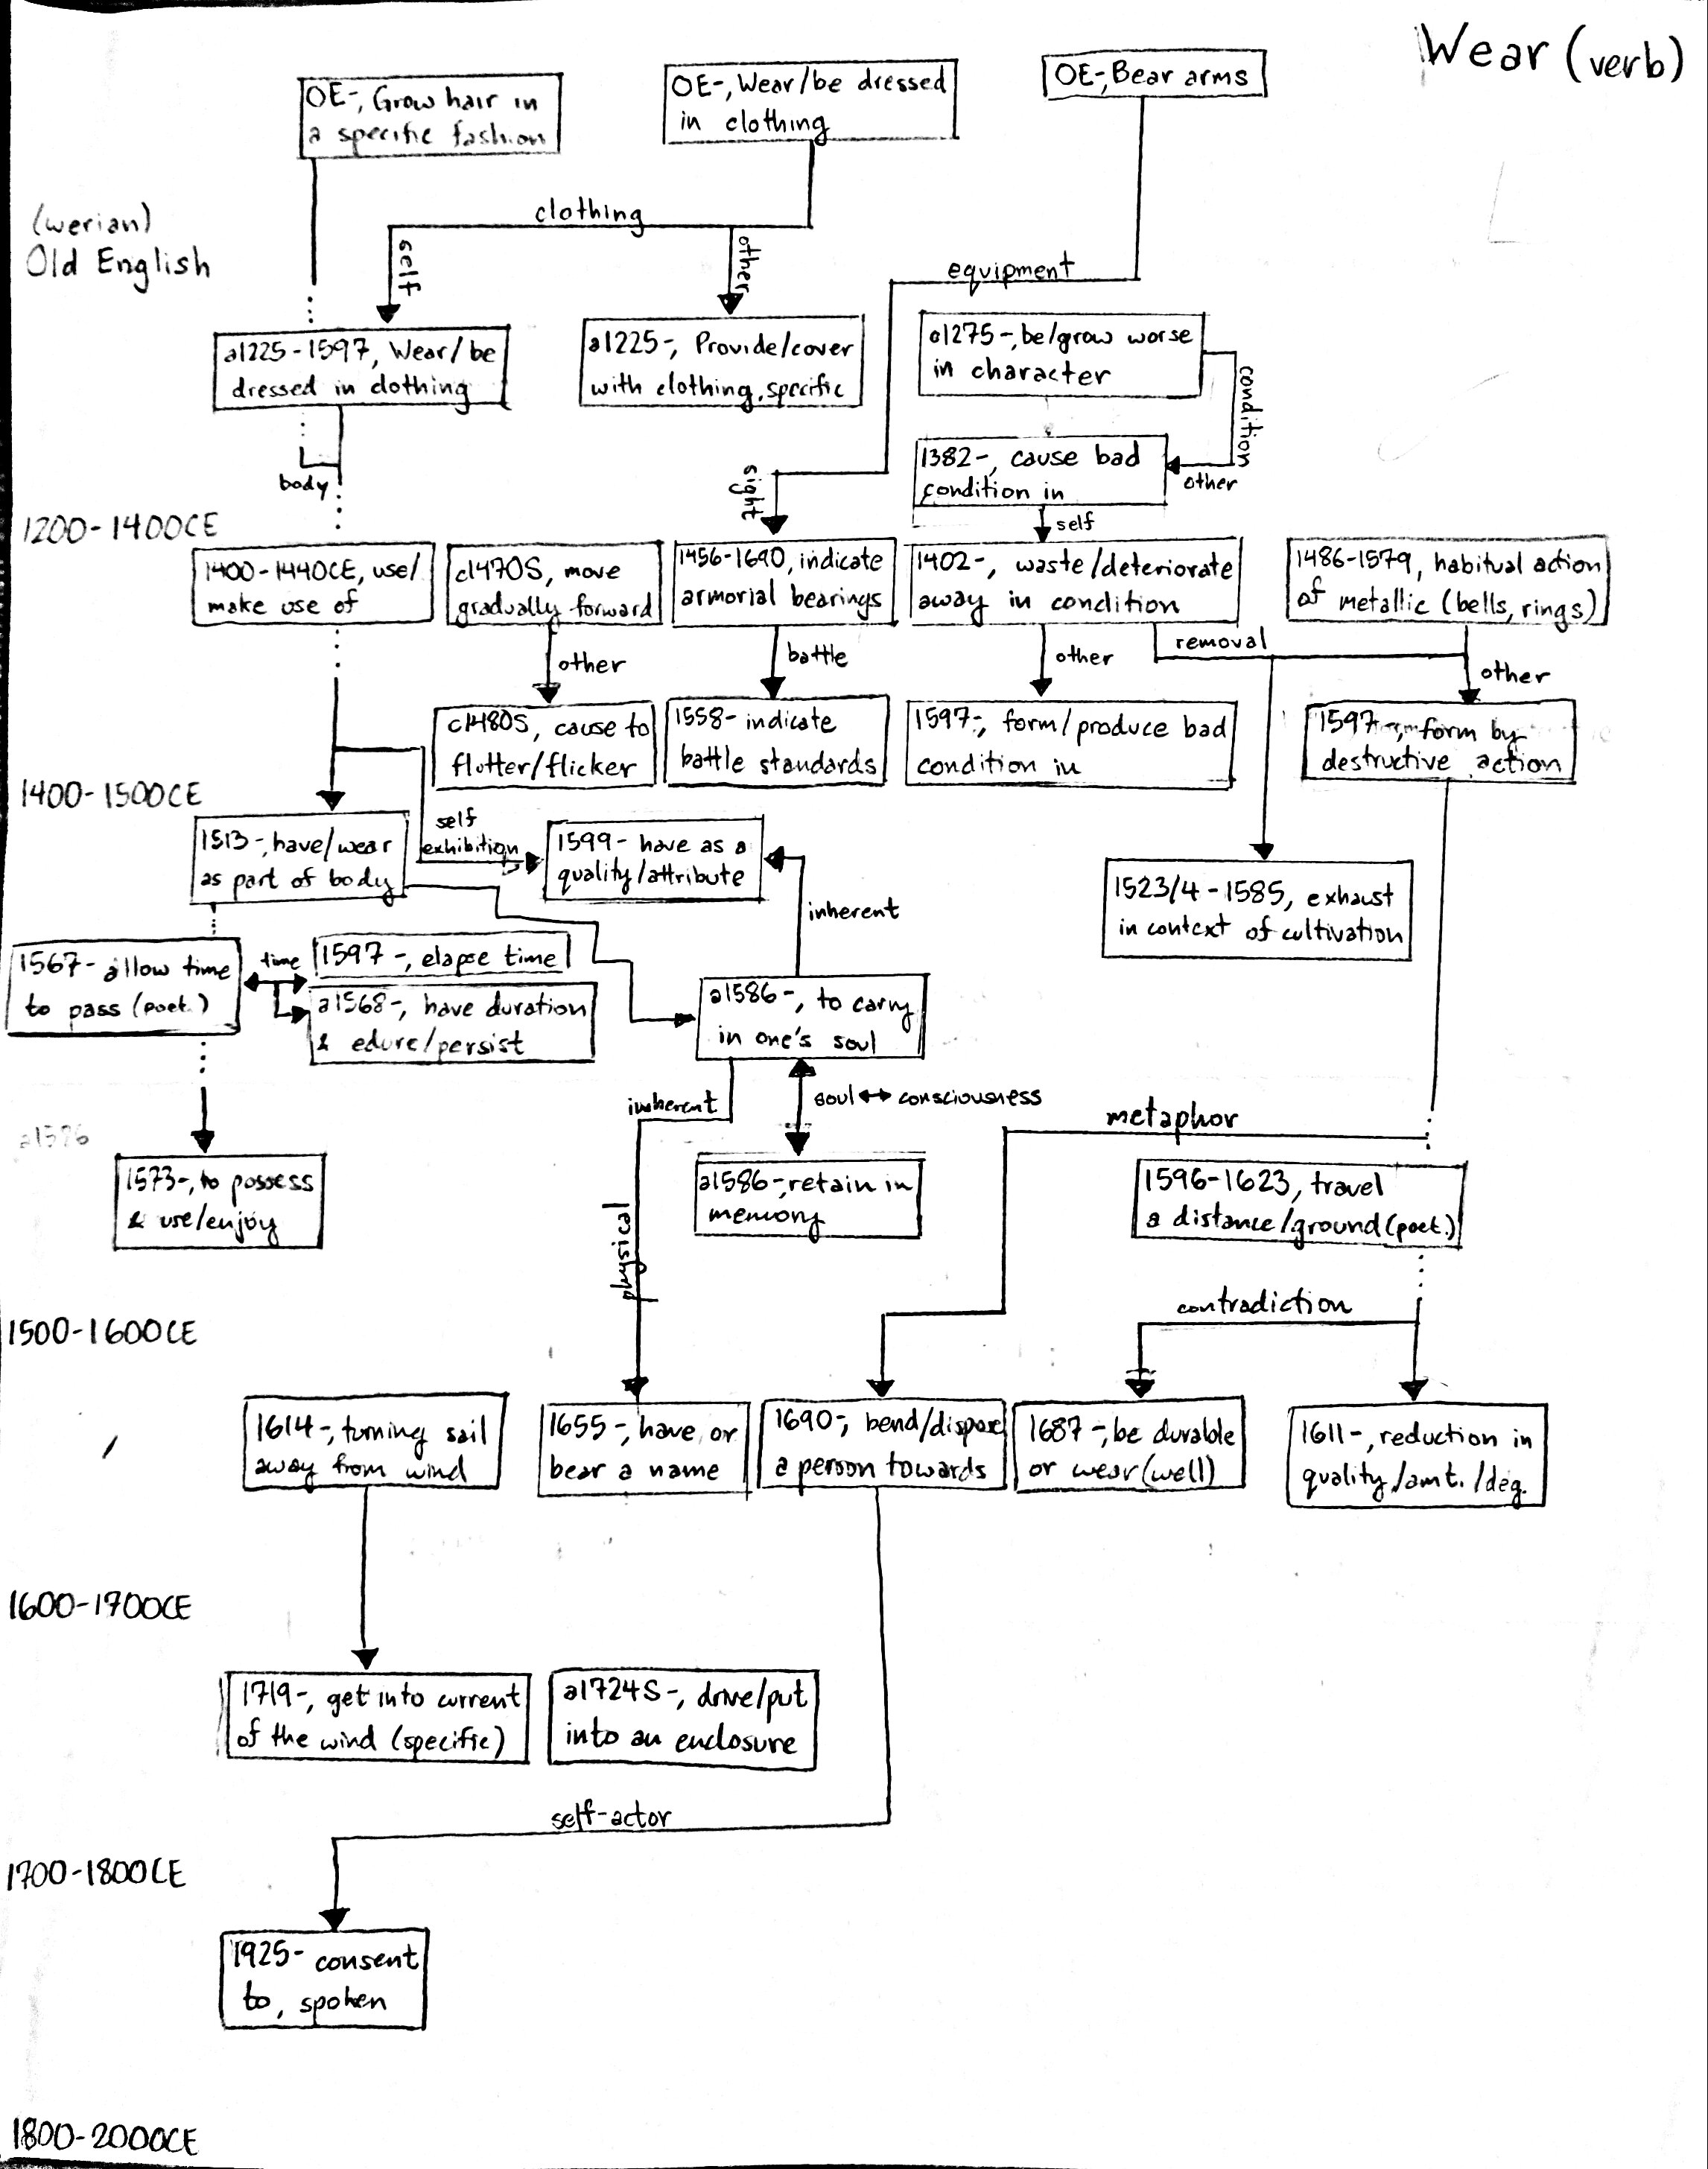 Wear (verb)
OE-, Grow hair in
a specific fashion
OE-, Wear/be dressed
in clothing
OE-, Bear arms
(werian)
Old English
clothing
self
other
equipment
a1225-1597, Wear/be
dressed in clothing
a1225-, Provide/cover
with clothing, specific
a1275-, be/grow worse
in character
condition
body
sight
1382-, cause bad
condition in
other
self
1200-1400CE
1400-1440CE, use/
make use of
c1470S, move
gradually forward
1456-1690, indicate
armorial bearings
1402-, waste/deteriorate
away in condition
1486-1579, habitual action
of metallic (bells, rings)
other
battle
other
removal
other
c1480S, cause to
flutter/flicker
1558- indicate
battle standards
1597-, form/produce bad
condition in
1597-, form by
destructive action
1400-1500CE
1513-, have/wear
as part of body
self
exhibition
1599- have as a
quality/attribute
inherent
1523/4-1585, exhaust
in context of cultivation
1567- allow time
to pass (poet.)
time
1597-, elapse time
a1568-, have duration
& edure/persist
a1586-, to carry
in one's soul
inherent
soul ↔ consciousness
metaphor
a1576
1573-, to possess
& use/enjoy
physical
a1586-, retain in
memory
1596-1623, travel
a distance/ground (poet.)
contradiction
1500-1600CE
1614-, turning sail
away from wind
1655-, have or
bear a name
1690-, bend/dispose
a person towards
1687-, be durable
or wear (well)
1611-, reduction in
quality/amt./deg.
1600-1700CE
1719-, get into current
of the wind (specific)
a1724S-, drive/put
into an enclosure
self-actor
1700-1800CE
1925- consent
to, spoken
1800-2000CE